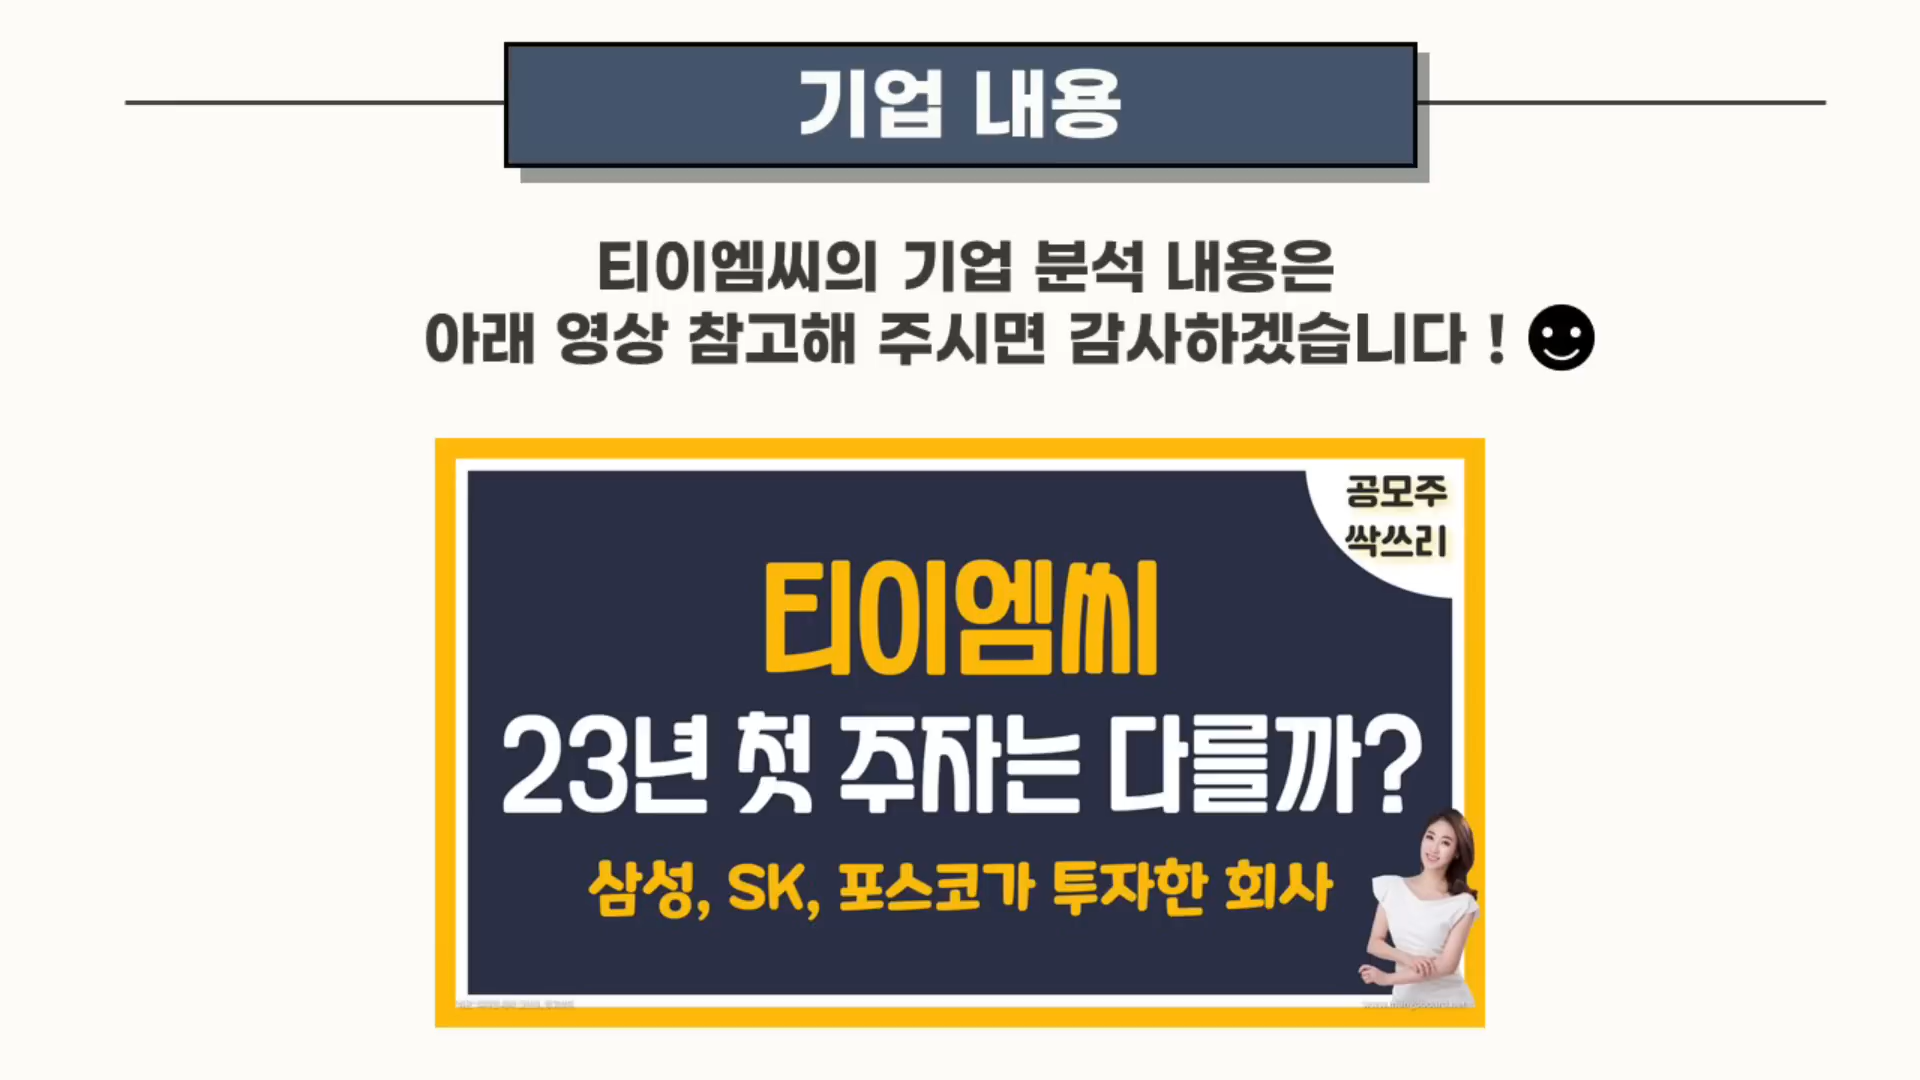 기업 내용
티이엠씨의 기업 분석 내용은
아래 영상 참고해 주시면 감사하겠습니다 !
공모주
싹쓰리
티이엠씨
23년 첫 주자는 다를까?
삼성, SK, 포스코가 투자한 회사